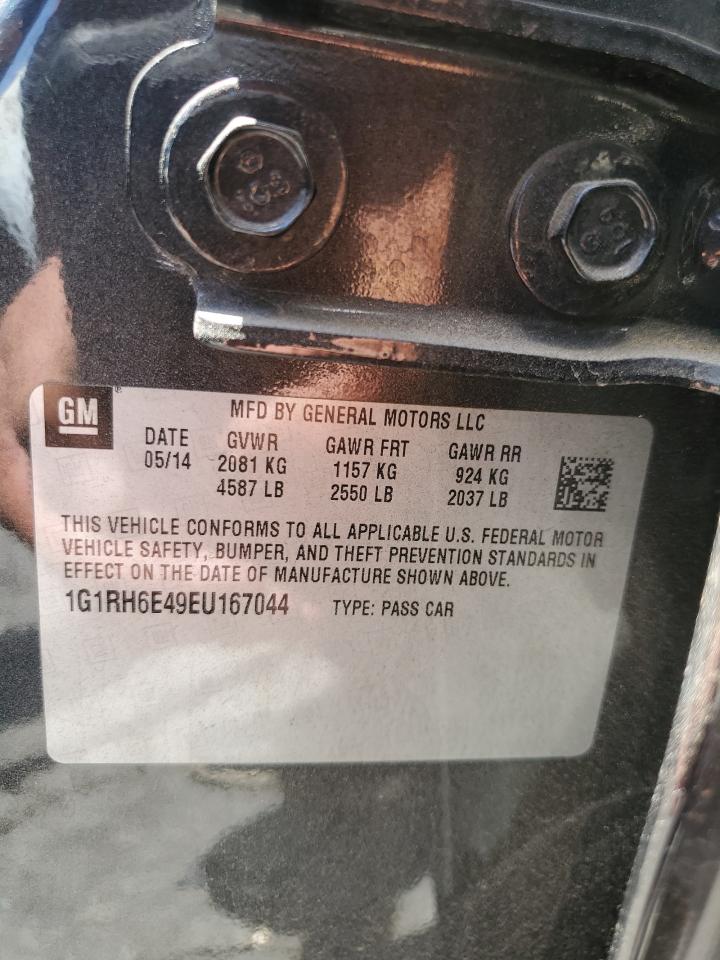 GM
MFD BY GENERAL MOTORS LLC
DATE GVWR GAWR FRT GAWR RR
05/14 2081 KG 1157 KG 924 KG
4587 LB 2550 LB 2037 LB
THIS VEHICLE CONFORMS TO ALL APPLICABLE U.S. FEDERAL MOTOR
VEHICLE SAFETY, BUMPER, AND THEFT PREVENTION STANDARDS IN
EFFECT ON THE DATE OF MANUFACTURE SHOWN ABOVE.
1G1RH6E49EU167044 TYPE: PASS CAR